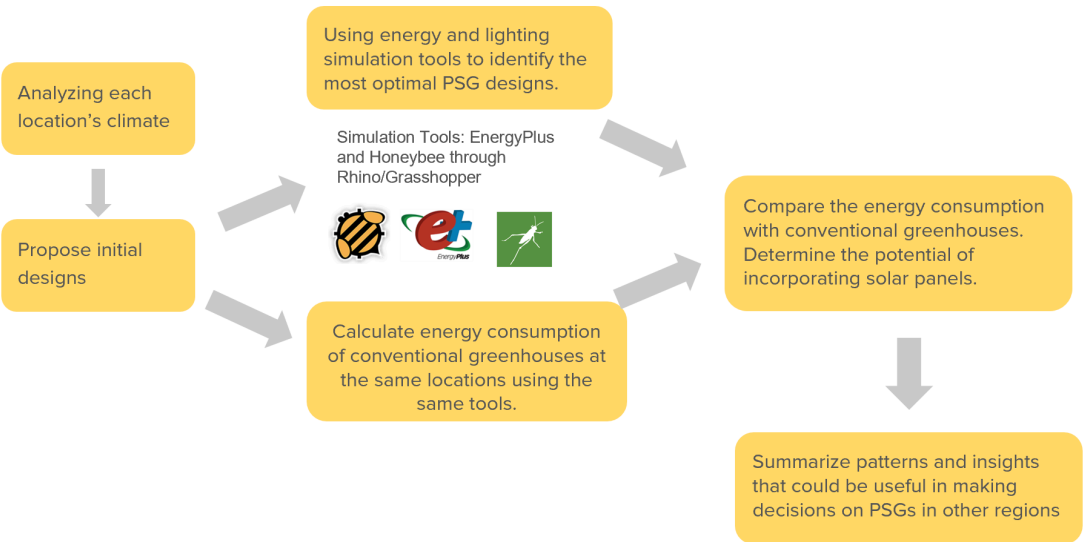 Analyzing each
location's climate
Propose initial
designs
Using energy and lighting
simulation tools to identify the
most optimal PSG designs.
Simulation Tools: EnergyPlus
and Honeybee through
Rhino/Grasshopper
et
EnergyPlus
Calculate energy consumption
of conventional greenhouses at
the same locations using the
same tools.
Compare the energy consumption
with conventional greenhouses.
Determine the potential of
incorporating solar panels.
Summarize patterns and insights
that could be useful in making
decisions on PSGs in other regions